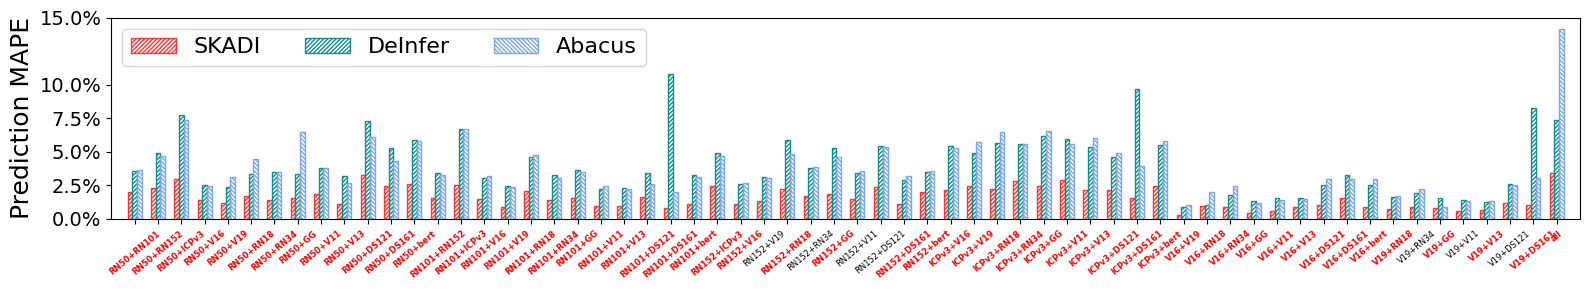 15.0%
10.0%
7.5%
5.0%
2.5%
0.0%
Prediction MAPE
SKADI
DeInfer
Abacus
RN50+RN101
RN50+RN152
RN50+ICPv3
RN50+V16
RN50+V19
RN50+RN18
RN50+RN34
RN50+GG
RN50+V11
RN50+V13
RN50+DS121
RN50+DS161
RN50+bert
RN101+RN152
RN101+ICPv3
RN101+V16
RN101+V19
RN101+RN18
RN101+RN34
RN101+GG
RN101+V11
RN101+V13
RN101+DS121
RN101+DS161
RN101+bert
RN152+ICPv3
RN152+V16
RN152+V19
RN152+RN18
RN152+RN34
RN152+GG
RN152+V11
RN152+DS121
RN152+DS161
RN152+bert
ICPv3+V16
ICPv3+V19
ICPv3+RN18
ICPv3+RN34
ICPv3+GG
ICPv3+V11
ICPv3+V13
ICPv3+DS121
ICPv3+DS161
ICPv3+bert
V16+V19
V16+RN18
V16+RN34
V16+GG
V16+V11
V16+V13
V16+DS121
V16+DS161
V16+bert
V19+RN18
V19+RN34
V19+GG
V19+V11
V19+V13
V19+DS121
V19+DS161
all